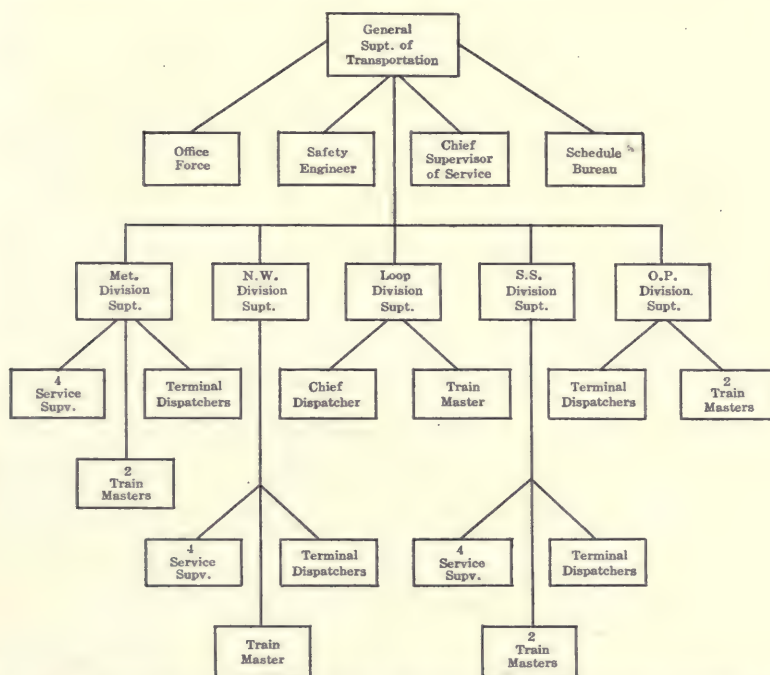 General
Supt. of
Transportation
Office
Force
Safety
Engineer
Chief
Supervisor
of Service
Schedule
Bureau
Met.
Division
Supt.
N.W.
Division
Supt.
Loop
Division
Supt.
S.S.
Division
Supt.
O.P.
Division.
Supt.
4
Service
Supv.
Terminal
Dispatchers
Chief
Dispatcher
Train
Master
Terminal
Dispatchers
2
Train
Masters
2
Train
Masters
4
Service
Supv.
Terminal
Dispatchers
4
Service
Supv.
Terminal
Dispatchers
Train
Master
2
Train
Masters